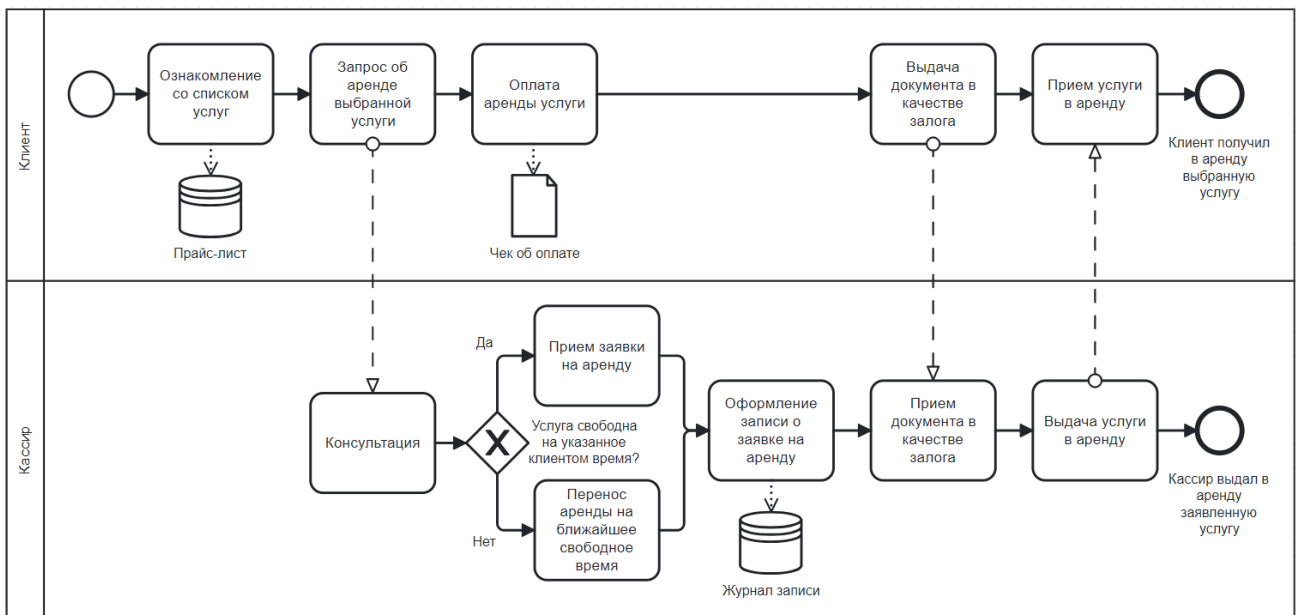 Клиент
Ознакомление
со списком
услуг
Запрос об
аренде
выбранной
услуги
Оплата
аренды услуги
Выдача
документа в
качестве
залога
Прием услуги
в аренду
Клиент получил
в аренду
выбранную
услугу
Прайс-лист
Чек об оплате
Кассир
Консультация
Да
Услуга свободна
на указанное
клиентом время?
Нет
Прием заявки
на аренду
Перенос
аренды на
ближайшее
свободное
время
Оформление
записи о
заявке на
аренду
Прием
документа в
качестве
залога
Выдача услуги
в аренду
Кассир выдал в
аренду
заявленную
услугу
Журнал записи